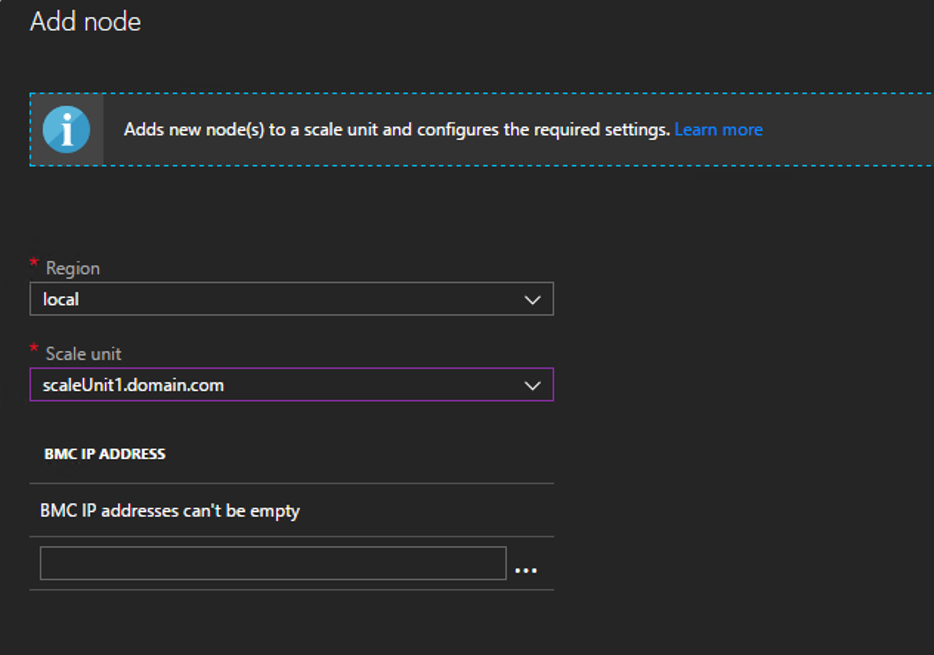 Add node
Adds new node(s) to a scale unit and configures the required settings. Learn more
* Region
local
* Scale unit
scaleUnit1.domain.com
BMC IP ADDRESS
BMC IP addresses can't be empty
...